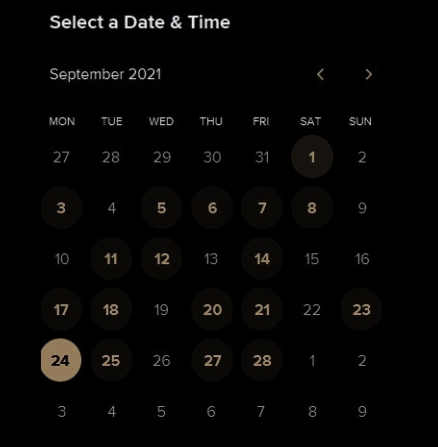 Select a Date & Time
September 2021
MON TUE WED THU FRI SAT SUN
27 28 29 30 31 1 2
3 4 5 6 7 8 9
10 11 12 13 14 15 16
17 18 19 20 21 22 23
24 25 26 27 28 1 2
3 4 5 6 7 8 9